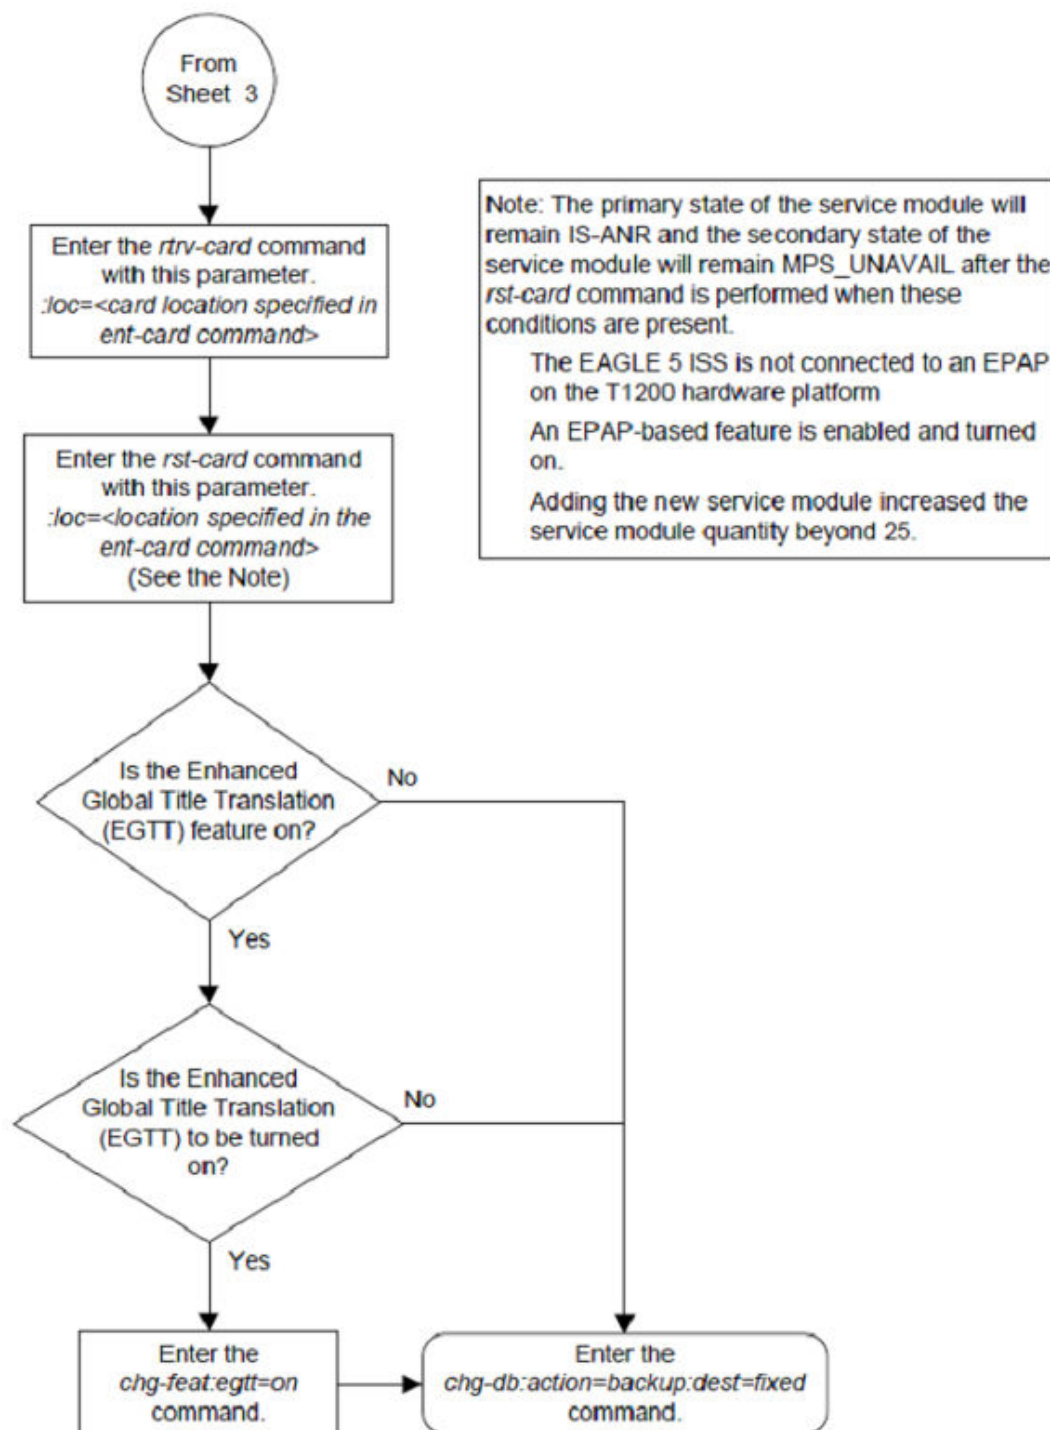 From
Sheet 3
Enter the rtrv-card command
with this parameter.
:loc=<card location specified in
ent-card command>
Note: The primary state of the service module will
remain IS-ANR and the secondary state of the
service module will remain MPS_UNAVAIL after the
rst-card command is performed when these
conditions are present.
The EAGLE 5 ISS is not connected to an EPAP
on the T1200 hardware platform
An EPAP-based feature is enabled and turned
on.
Adding the new service module increased the
service module quantity beyond 25.
Enter the rst-card command
with this parameter.
:loc=<location specified in the
ent-card command>
(See the Note)
Is the Enhanced
Global Title Translation
(EGTT) feature on?
No
Yes
Is the Enhanced
Global Title Translation
(EGTT) to be turned
on?
No
Yes
Enter the
chg-feat:egtt=on
command.
Enter the
chg-db:action=backup:dest=fixed
command.